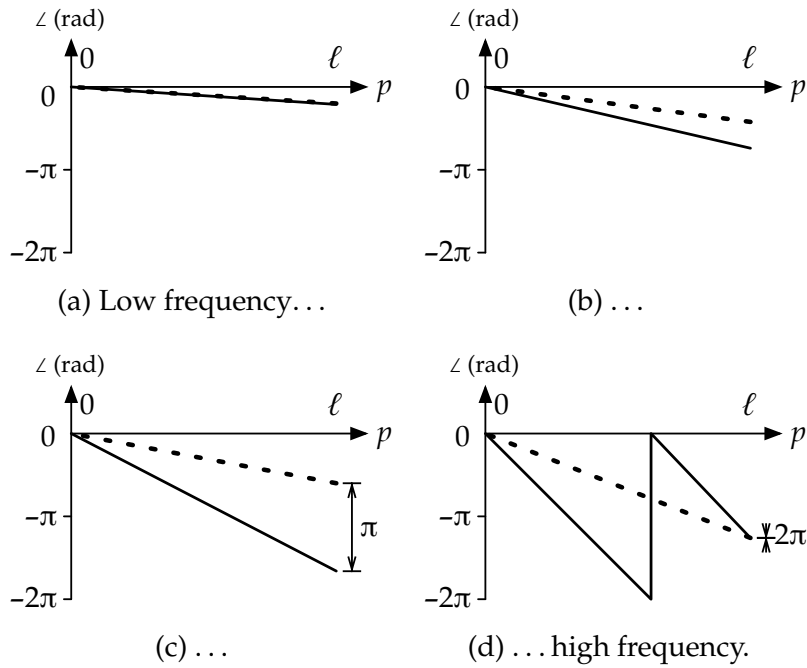 ∠ (rad)
0
ℓ
p
0
−π
−2π
(a) Low frequency…
∠ (rad)
0
ℓ
p
0
−π
−2π
(b) …
∠ (rad)
0
ℓ
p
0
−π
−2π
π
(c) …
∠ (rad)
0
ℓ
p
0
−π
−2π
2π
(d) …high frequency.